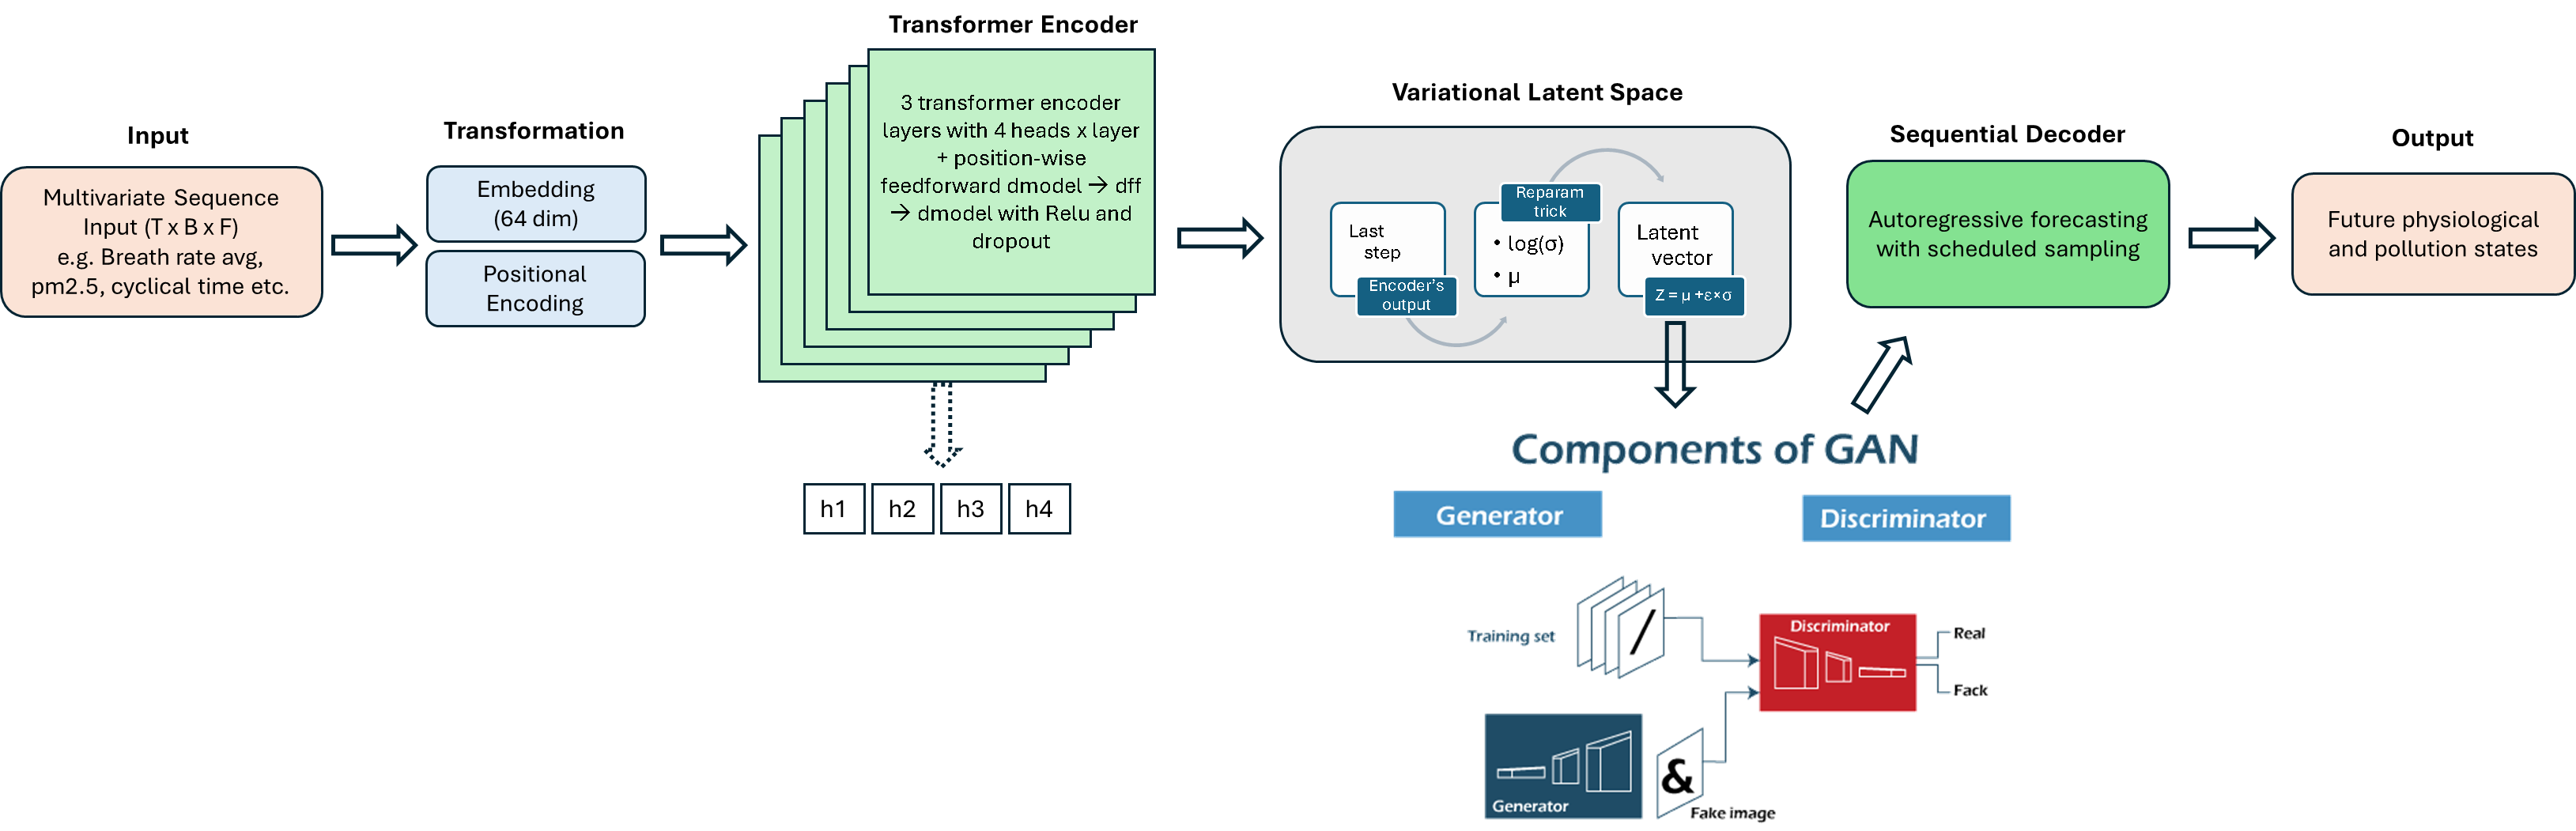 Input
Multivariate Sequence
Input (T x B x F)
e.g. Breath rate avg,
pm2.5, cyclical time etc.
Transformation
Embedding
(64 dim)
Positional
Encoding
Transformer Encoder
3 transformer encoder
layers with 4 heads x layer
+ position-wise
feedforward dmodel → dff
→ dmodel with Relu and
dropout
h1 h2 h3 h4
Variational Latent Space
Last
step
Encoder's
output
Reparam
trick
• log(σ)
• μ
Latent
vector
Z = μ +ε×σ
Sequential Decoder
Autoregressive forecasting
with scheduled sampling
Output
Future physiological
and pollution states
Components of GAN
Generator
Discriminator
Training set
/
Discriminator
Real
Fack
Generator
&
Fake image